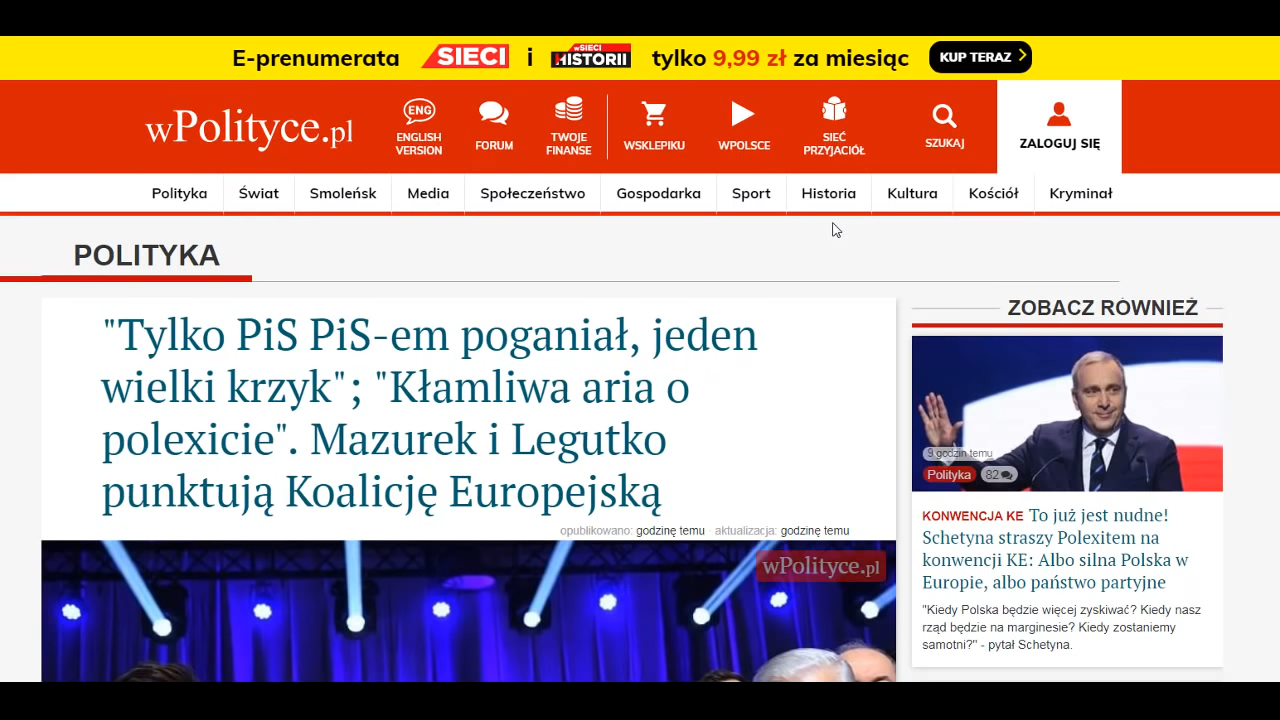 E-prenumerata SIECI i wSIECI HISTORII tylko 9,99 zł za miesiąc KUP TERAZ
wPolityce.pl
ENG
ENGLISH VERSION
FORUM
TWOJE FINANSE
WSKLEPIKU
WPOLSCE
SIEĆ PRZYJACIÓŁ
SZUKAJ
ZALOGUJ SIĘ
Polityka Świat Smoleńsk Media Społeczeństwo Gospodarka Sport Historia Kultura Kościół Kryminał
POLITYKA
"Tylko PiS PiS-em poganiał, jeden
wielki krzyk"; "Kłamliwa aria o
polexicie". Mazurek i Legutko
punktują Koalicję Europejską
opublikowano: godzinę temu · aktualizacja: godzinę temu
wPolityce.pl
ZOBACZ RÓWNIEŻ
9 godzin temu
Polityka 82
KONWENCJA KE To już jest nudne!
Schetyna straszy Polexitem na
konwencji KE: Albo silna Polska w
Europie, albo państwo partyjne
"Kiedy Polska będzie więcej zyskiwać? Kiedy nasz
rząd będzie na marginesie? Kiedy zostaniemy
samotni?" - pytał Schetyna.